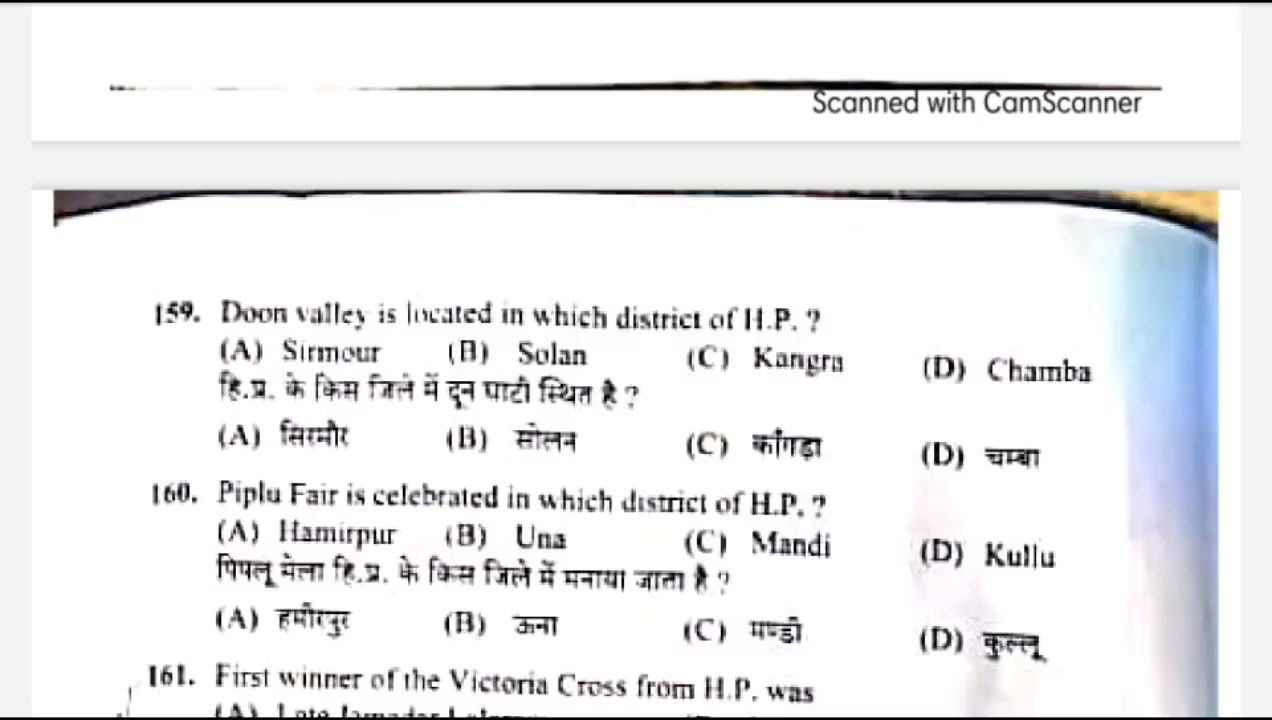 Scanned with CamScanner
159. Doon valley is located in which district of H.P. ?
(A) Sirmour (B) Solan (C) Kangra (D) Chamba
हि.प्र. के किस जिले में दून घाटी स्थित है ?
(A) सिरमौर (B) सोलन (C) काँगड़ा (D) चम्बा
160. Piplu Fair is celebrated in which district of H.P. ?
(A) Hamirpur (B) Una (C) Mandi (D) Kullu
पिपलू मेला हि.प्र. के किस जिले में मनाया जाता है ?
(A) हमीरपुर (B) ऊना (C) मण्डी (D) कुल्लू
161. First winner of the Victoria Cross from H.P. was
(A) Late Jamadar